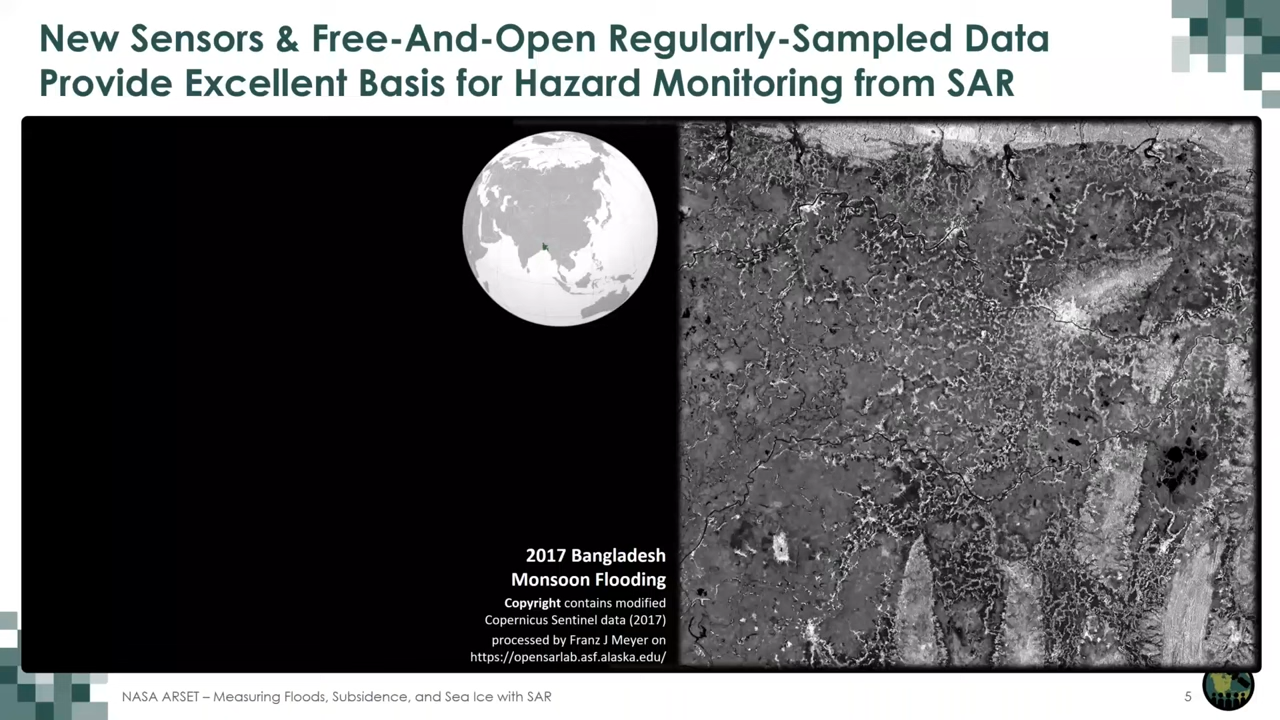 New Sensors & Free-And-Open Regularly-Sampled Data
Provide Excellent Basis for Hazard Monitoring from SAR
2017 Bangladesh
Monsoon Flooding
Copyright contains modified
Copernicus Sentinel data (2017)
processed by Franz J Meyer on
https://opensarlab.asf.alaska.edu/
NASA ARSET – Measuring Floods, Subsidence, and Sea Ice with SAR
5